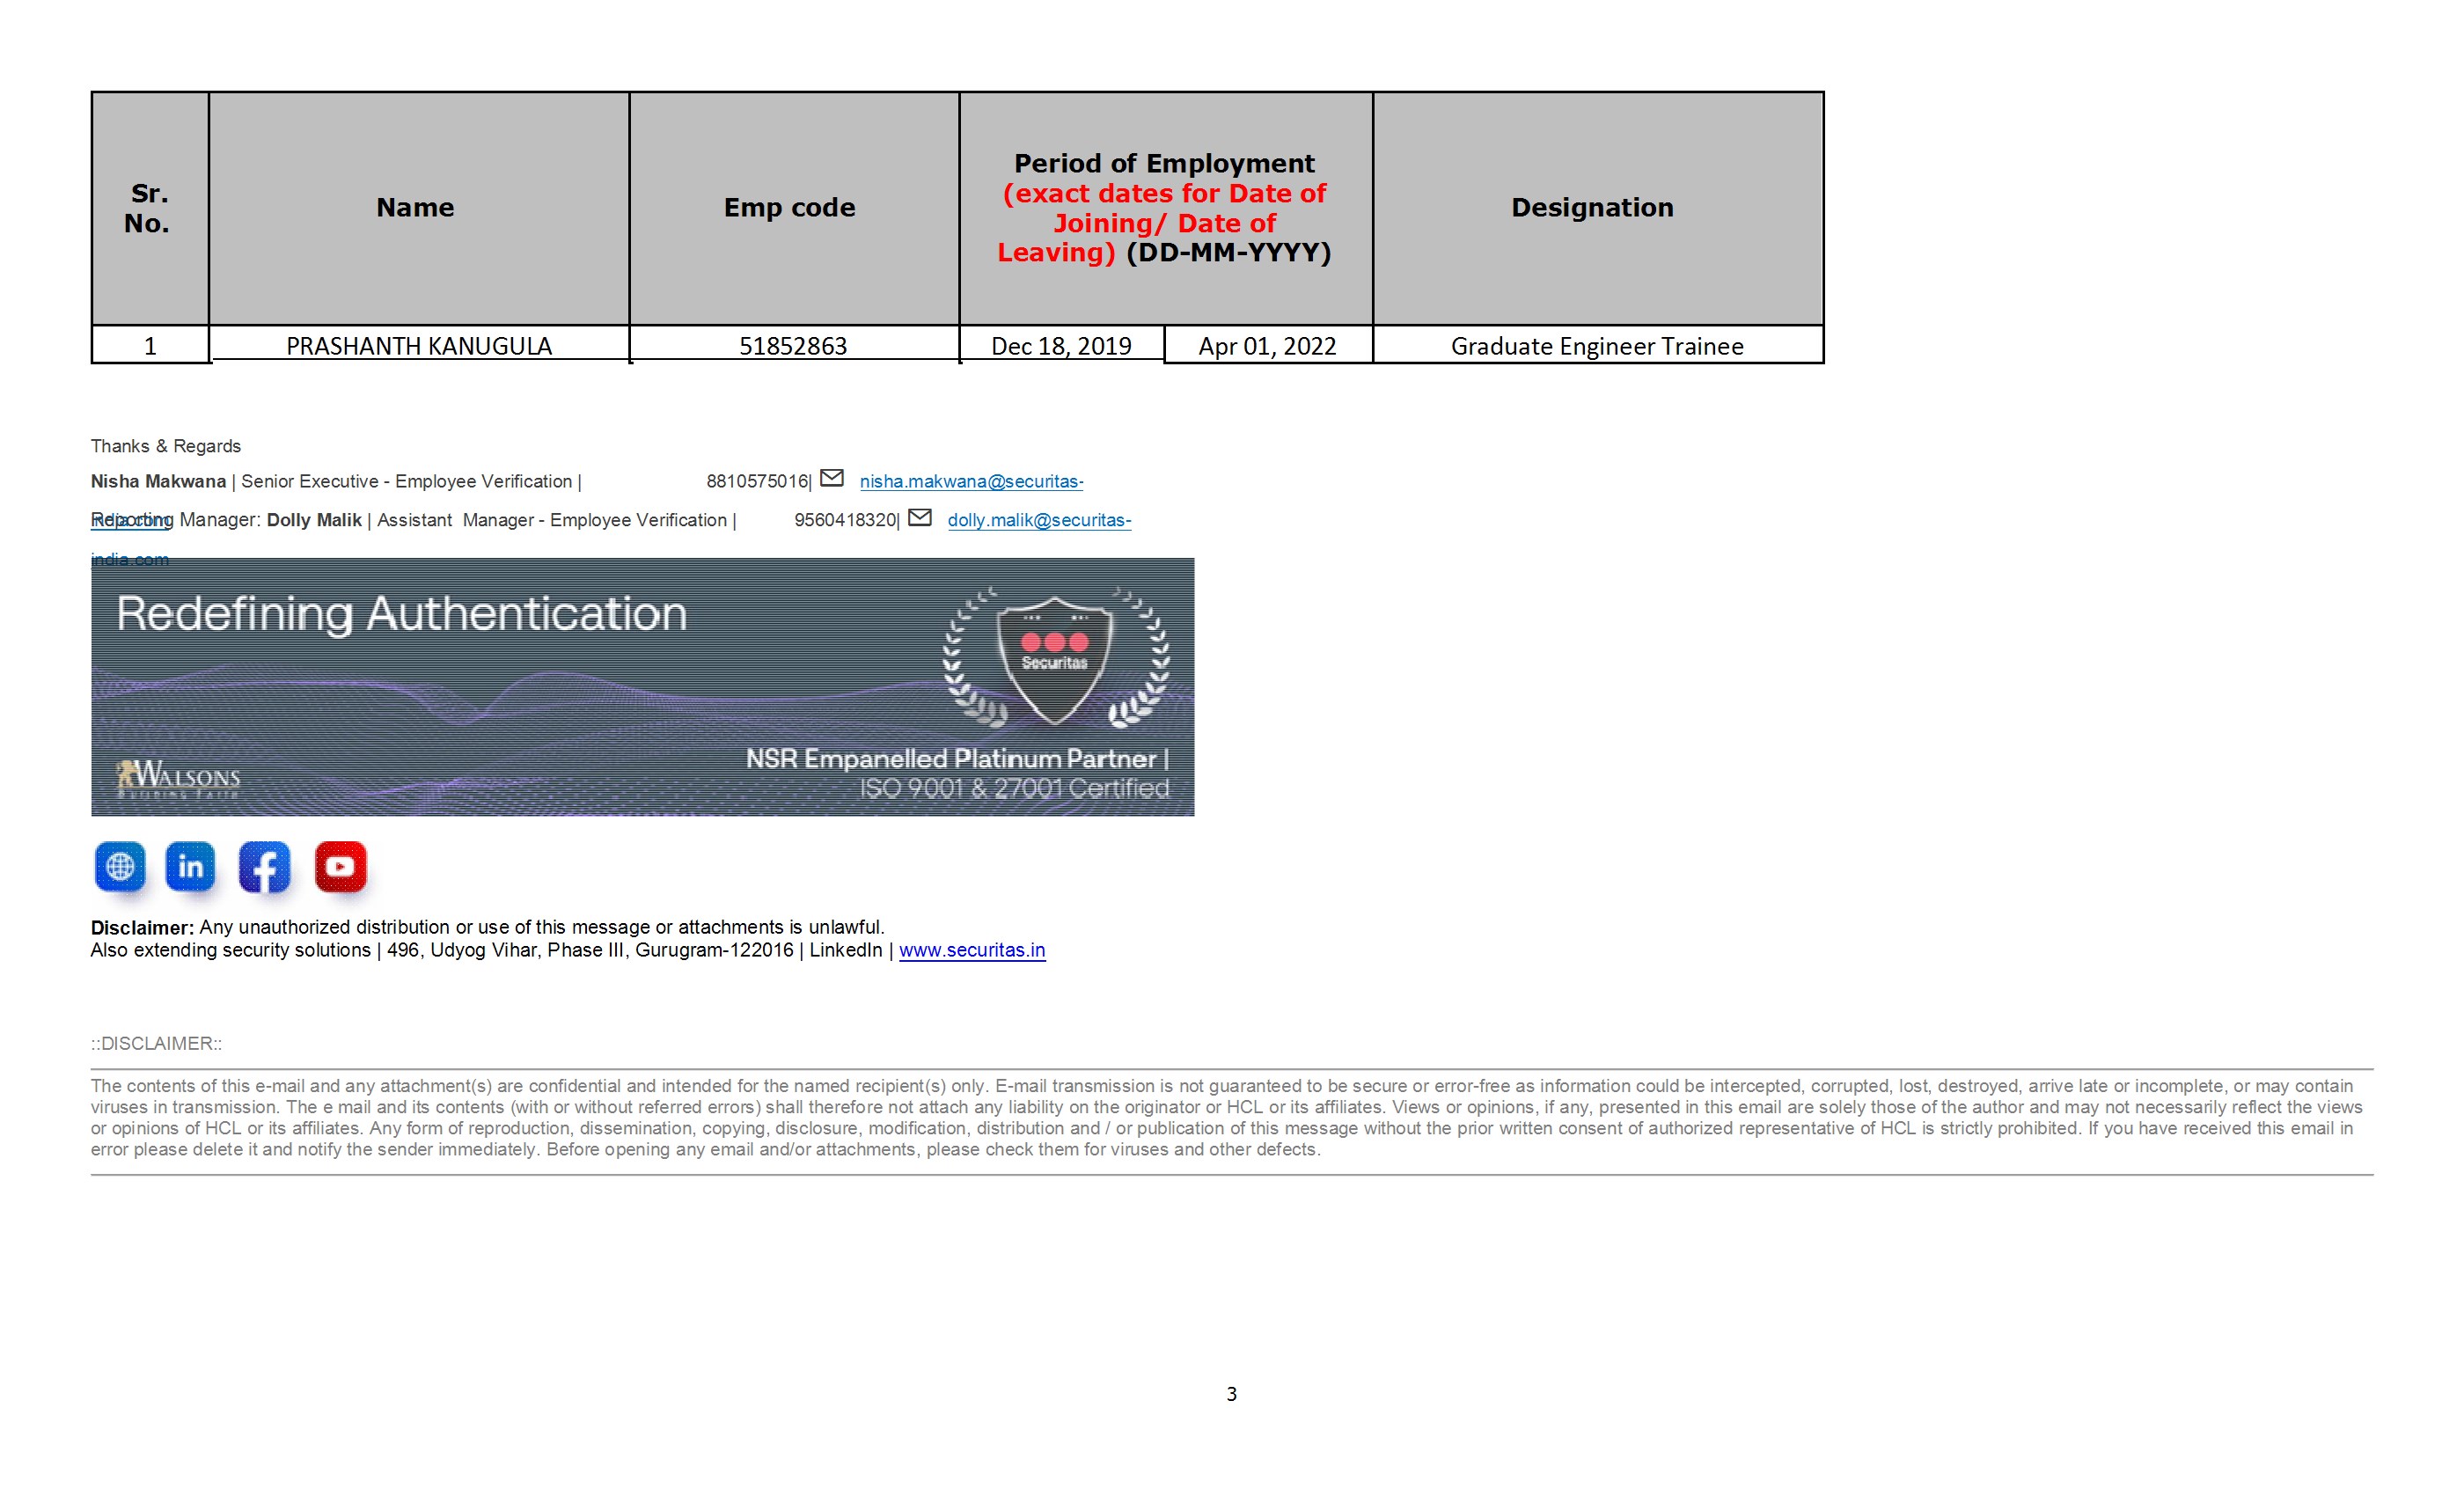 Sr. No.
Name
Emp code
Period of Employment
(exact dates for Date of
Joining/ Date of
Leaving) (DD-MM-YYYY)
Designation
1 PRASHANTH KANUGULA 51852863 Dec 18, 2019 Apr 01, 2022 Graduate Engineer Trainee
Thanks & Regards
Nisha Makwana | Senior Executive - Employee Verification | 8810575016| nisha.makwana@securitas-
india.com
Reporting Manager: Dolly Malik | Assistant Manager - Employee Verification | 9560418320| dolly.malik@securitas-
india.com
Redefining Authentication
Securitas
NSR Empanelled Platinum Partner |
WALSONS
BUILDING FAITH
ISO 9001 & 27001 Certified
in
f
Disclaimer: Any unauthorized distribution or use of this message or attachments is unlawful.
Also extending security solutions | 496, Udyog Vihar, Phase III, Gurugram-122016 | LinkedIn | www.securitas.in
::DISCLAIMER::
The contents of this e-mail and any attachment(s) are confidential and intended for the named recipient(s) only. E-mail transmission is not guaranteed to be secure or error-free as information could be intercepted, corrupted, lost, destroyed, arrive late or incomplete, or may contain
viruses in transmission. The e mail and its contents (with or without referred errors) shall therefore not attach any liability on the originator or HCL or its affiliates. Views or opinions, if any, presented in this email are solely those of the author and may not necessarily reflect the views
or opinions of HCL or its affiliates. Any form of reproduction, dissemination, copying, disclosure, modification, distribution and / or publication of this message without the prior written consent of authorized representative of HCL is strictly prohibited. If you have received this email in
error please delete it and notify the sender immediately. Before opening any email and/or attachments, please check them for viruses and other defects.
3